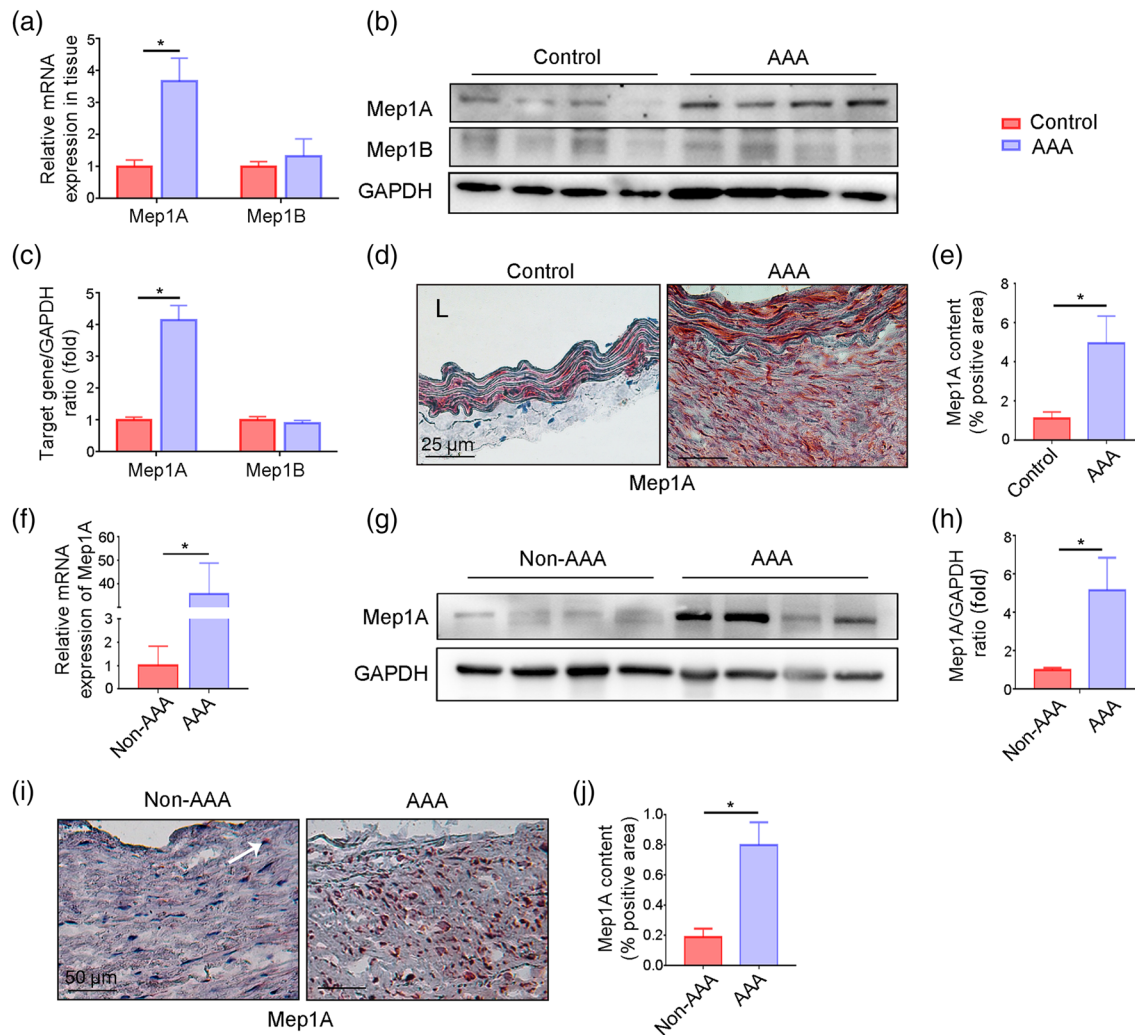 (a)
Relative mRNA
expression in tissue
5
4
3
2
1
0
*
Mep1A
Mep1B
(b)
Control
AAA
Mep1A
Mep1B
GAPDH
Control
AAA
(c)
Target gene/GAPDH
ratio (fold)
5
4
3
2
1
0
*
Mep1A
Mep1B
(d)
Control
AAA
L
25 μm
Mep1A
(e)
Mep1A content
(% positive area)
8
6
4
2
0
*
Control
AAA
(f)
Relative mRNA
expression of Mep1A
60
50
40
30
20
10
3
2
1
0
*
Non-AAA
AAA
(g)
Non-AAA
AAA
Mep1A
GAPDH
(h)
Mep1A/GAPDH
ratio (fold)
8
6
4
2
0
*
Non-AAA
AAA
(i)
Non-AAA
AAA
50 μm
Mep1A
(j)
Mep1A content
(% positive area)
1.0
0.8
0.6
0.4
0.2
0.0
*
Non-AAA
AAA